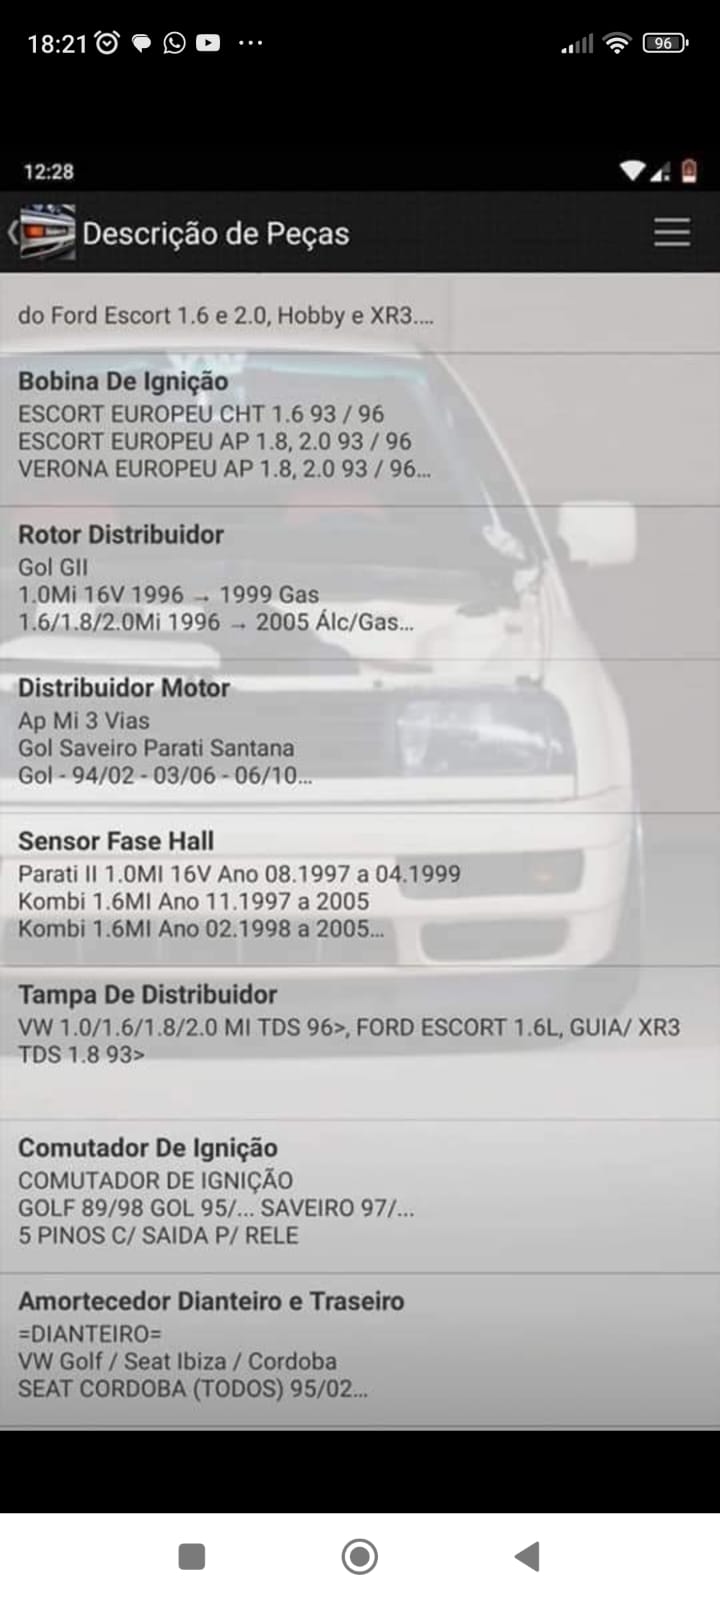 18:21
96
12:28
Descrição de Peças
do Ford Escort 1.6 e 2.0, Hobby e XR3....
Bobina De Ignição
ESCORT EUROPEU CHT 1.6 93 / 96
ESCORT EUROPEU AP 1.8, 2.0 93 / 96
VERONA EUROPEU AP 1.8, 2.0 93 / 96...
Rotor Distribuidor
Gol GII
1.0Mi 16V 1996 → 1999 Gas
1.6/1.8/2.0Mi 1996 → 2005 Álc/Gas...
Distribuidor Motor
Ap Mi 3 Vias
Gol Saveiro Parati Santana
Gol - 94/02 - 03/06 - 06/10...
Sensor Fase Hall
Parati II 1.0MI 16V Ano 08.1997 a 04.1999
Kombi 1.6MI Ano 11.1997 a 2005
Kombi 1.6MI Ano 02.1998 a 2005...
Tampa De Distribuidor
VW 1.0/1.6/1.8/2.0 MI TDS 96>, FORD ESCORT 1.6L, GUIA/ XR3
TDS 1.8 93>
Comutador De Ignição
COMUTADOR DE IGNIÇÃO
GOLF 89/98 GOL 95/... SAVEIRO 97/...
5 PINOS C/ SAIDA P/ RELE
Amortecedor Dianteiro e Traseiro
=DIANTEIRO=
VW Golf / Seat Ibiza / Cordoba
SEAT CORDOBA (TODOS) 95/02...